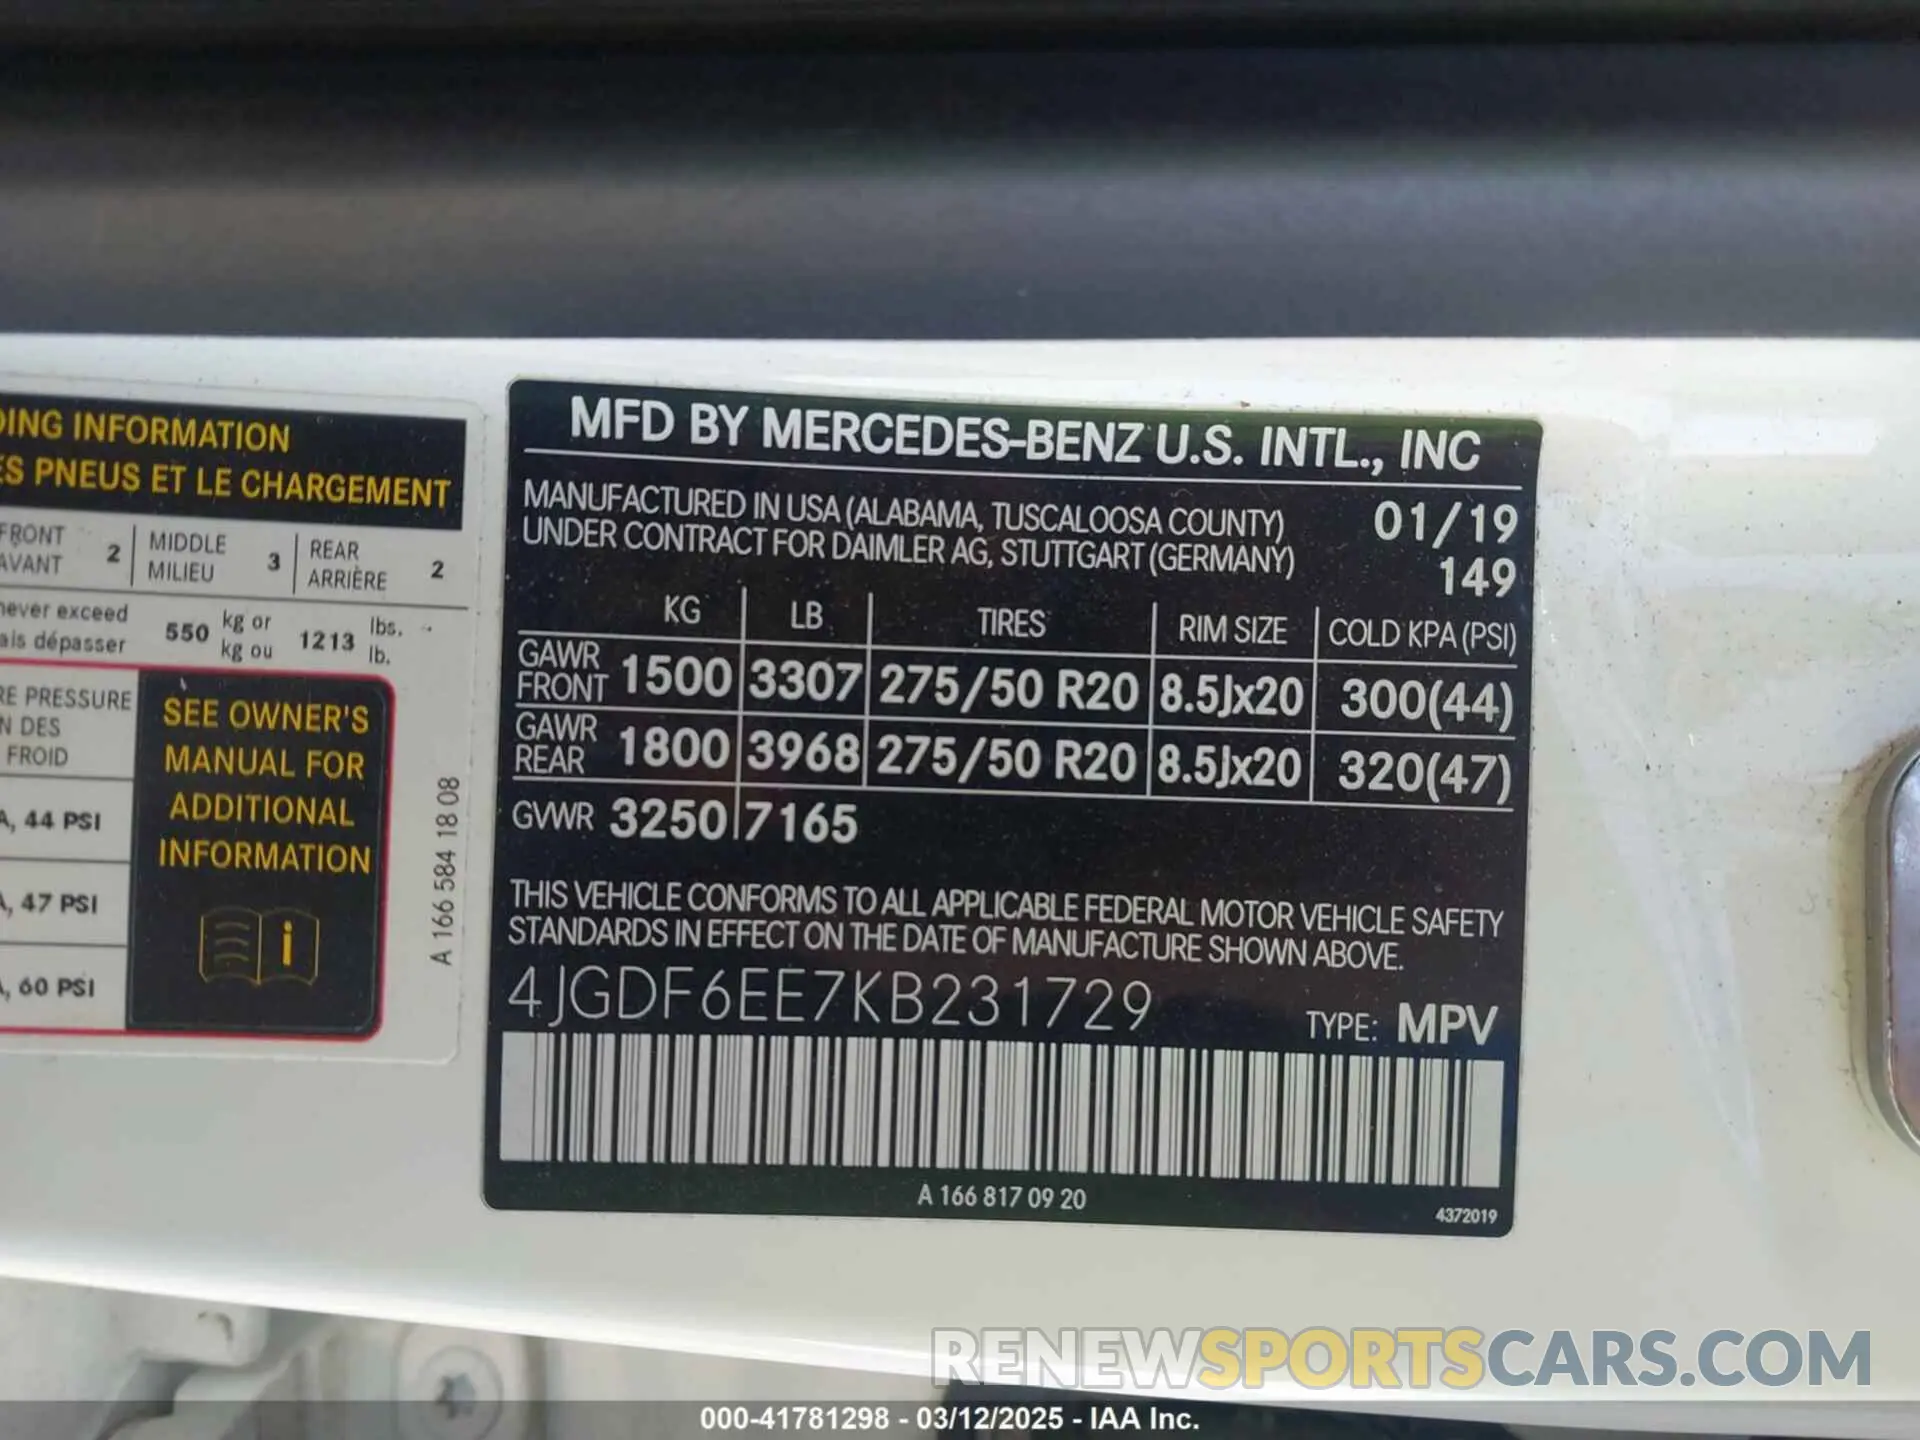 DING INFORMATION
ES PNEUS ET LE CHARGEMENT
FRONT
AVANT 2
MIDDLE
MILIEU 3
REAR
ARRIÈRE 2
never exceed
ais dépasser
550 kg or
kg ou
1213 lbs.
lb.
RE PRESSURE
N DES
FROID
A, 44 PSI
A, 47 PSI
A, 60 PSI
SEE OWNER'S
MANUAL FOR
ADDITIONAL
INFORMATION
i
A 166 584 18 08
MFD BY MERCEDES-BENZ U.S. INTL., INC
MANUFACTURED IN USA (ALABAMA, TUSCALOOSA COUNTY) 01/19
UNDER CONTRACT FOR DAIMLER AG, STUTTGART (GERMANY) 149
KG LB TIRES RIM SIZE COLD KPA (PSI)
GAWR
FRONT 1500 3307 275/50 R20 8.5Jx20 300(44)
GAWR
REAR 1800 3968 275/50 R20 8.5Jx20 320(47)
GVWR 3250 7165
THIS VEHICLE CONFORMS TO ALL APPLICABLE FEDERAL MOTOR VEHICLE SAFETY
STANDARDS IN EFFECT ON THE DATE OF MANUFACTURE SHOWN ABOVE.
4JGDF6EE7KB231729
TYPE: MPV
A 166 817 09 20
4372019
RENEWSPORTSCARS.COM
000-41781298 - 03/12/2025 - IAA Inc.